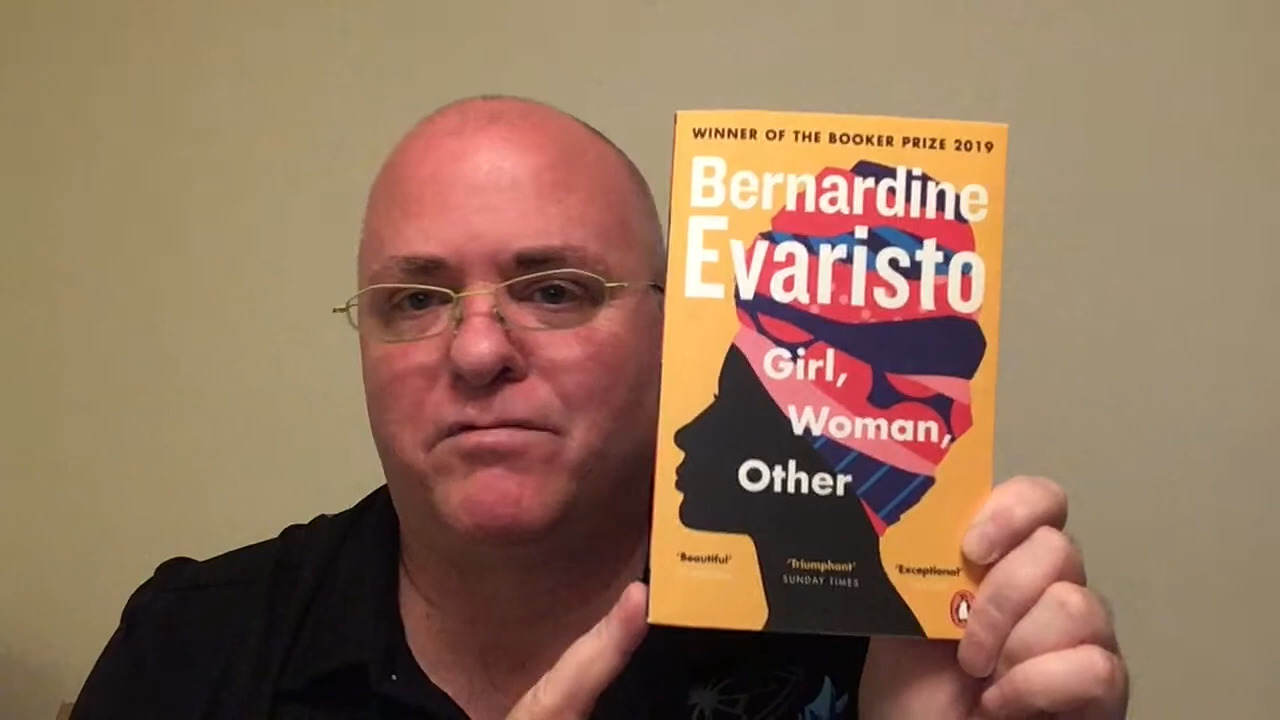 WINNER OF THE BOOKER PRIZE 2019
Bernardine
Evaristo
Girl,
Woman,
Other
'Beautiful'
'Triumphant'
SUNDAY TIMES
'Exceptional'